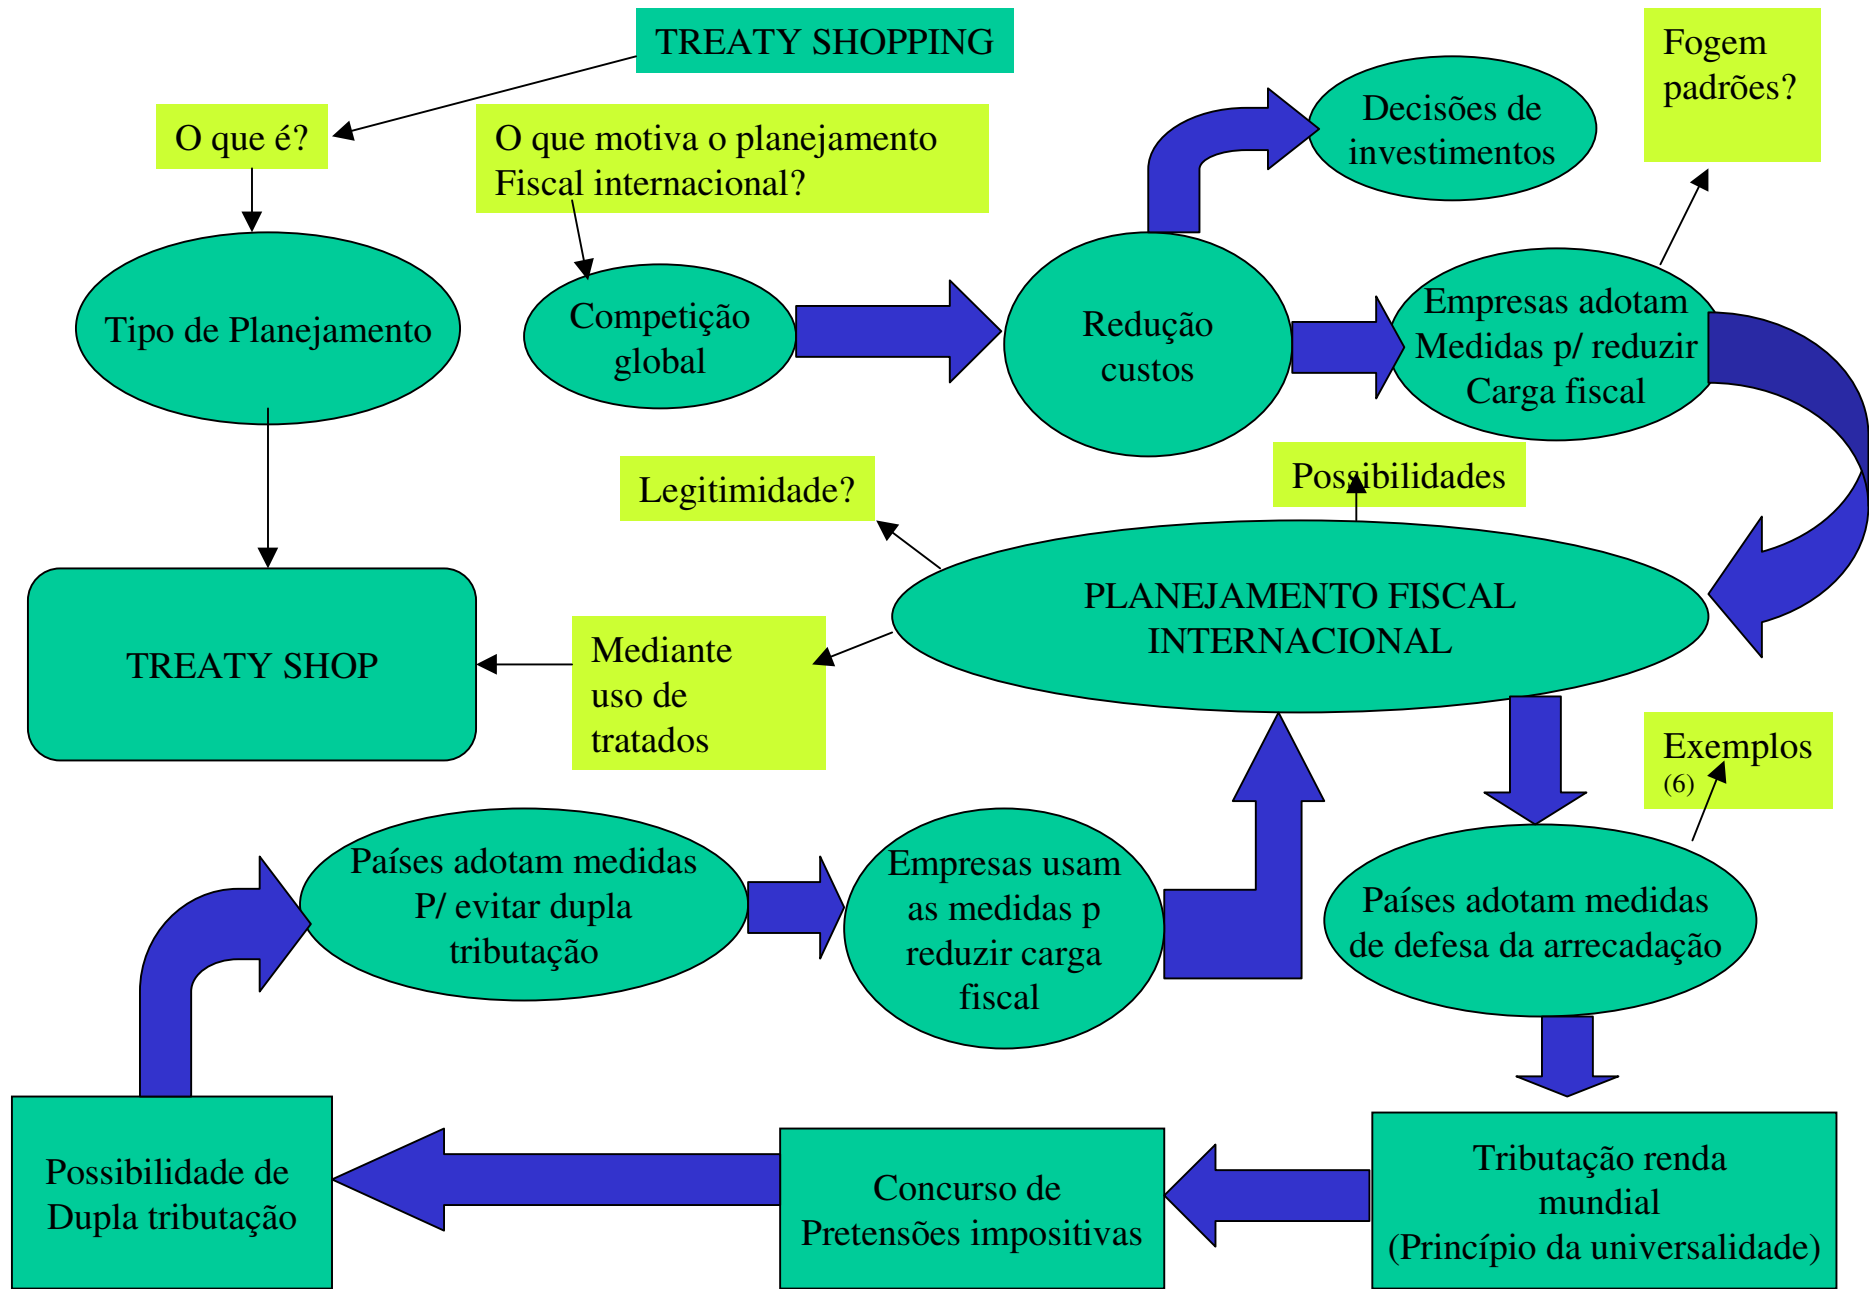 TREATY SHOPPING
O que é?
O que motiva o planejamento
Fiscal internacional?
Decisões de
investimentos
Fogem
padrões?
Tipo de Planejamento
Competição
global
Redução
custos
Empresas adotam
Medidas p/ reduzir
Carga fiscal
Legitimidade?
Possibilidades
PLANEJAMENTO FISCAL
INTERNACIONAL
TREATY SHOP
Mediante
uso de
tratados
Exemplos
(6)
Países adotam medidas
P/ evitar dupla
tributação
Empresas usam
as medidas p
reduzir carga
fiscal
Países adotam medidas
de defesa da arrecadação
Possibilidade de
Dupla tributação
Concurso de
Pretensões impositivas
Tributação renda
mundial
(Princípio da universalidade)